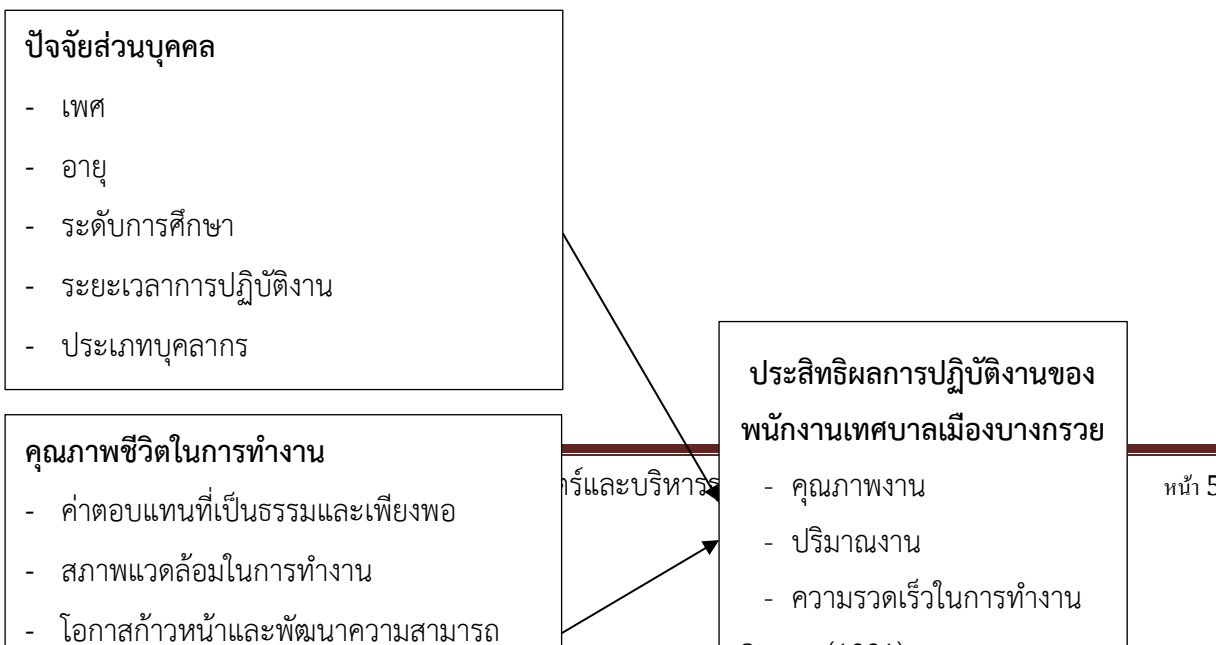 ปัจจัยส่วนบุคคล
- เพศ
- อายุ
- ระดับการศึกษา
- ระยะเวลาการปฏิบัติงาน
- ประเภทบุคลากร
คุณภาพชีวิตในการทำงาน
- ค่าตอบแทนที่เป็นธรรมและเพียงพอ
- สภาพแวดล้อมในการทำงาน
- โอกาสก้าวหน้าและพัฒนาความสามารถ
ประสิทธิผลการปฏิบัติงานของ
พนักงานเทศบาลเมืองบางกรวย
- คุณภาพงาน
- ปริมาณงาน
- ความรวดเร็วในการทำงาน
และบริหาร
หน้า 5